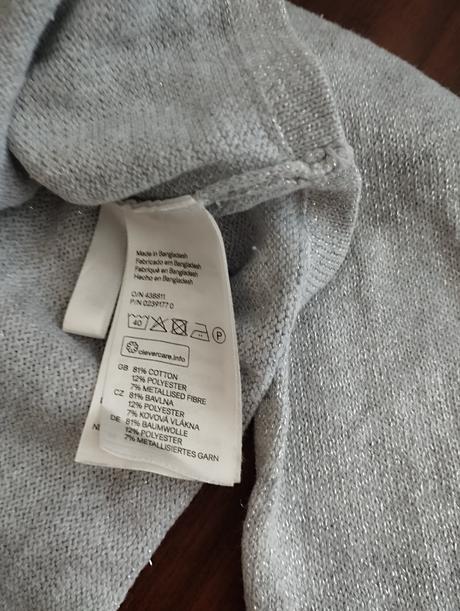 Made in Bangladesh
Fabricado em Bangladesh
Fabriqué en Bangladesh
Hecho en Bangladesh
O/N 438811
P/N 0239177 0
40 P
clevercare.info
GB 81% COTTON
12% POLYESTER
7% METALLISED FIBRE
CZ 81% BAVLNA
12% POLYESTER
7% KOVOVÁ VLÁKNA
DE 81% BAUMWOLLE
12% POLYESTER
7% METALLISIERTES GARN